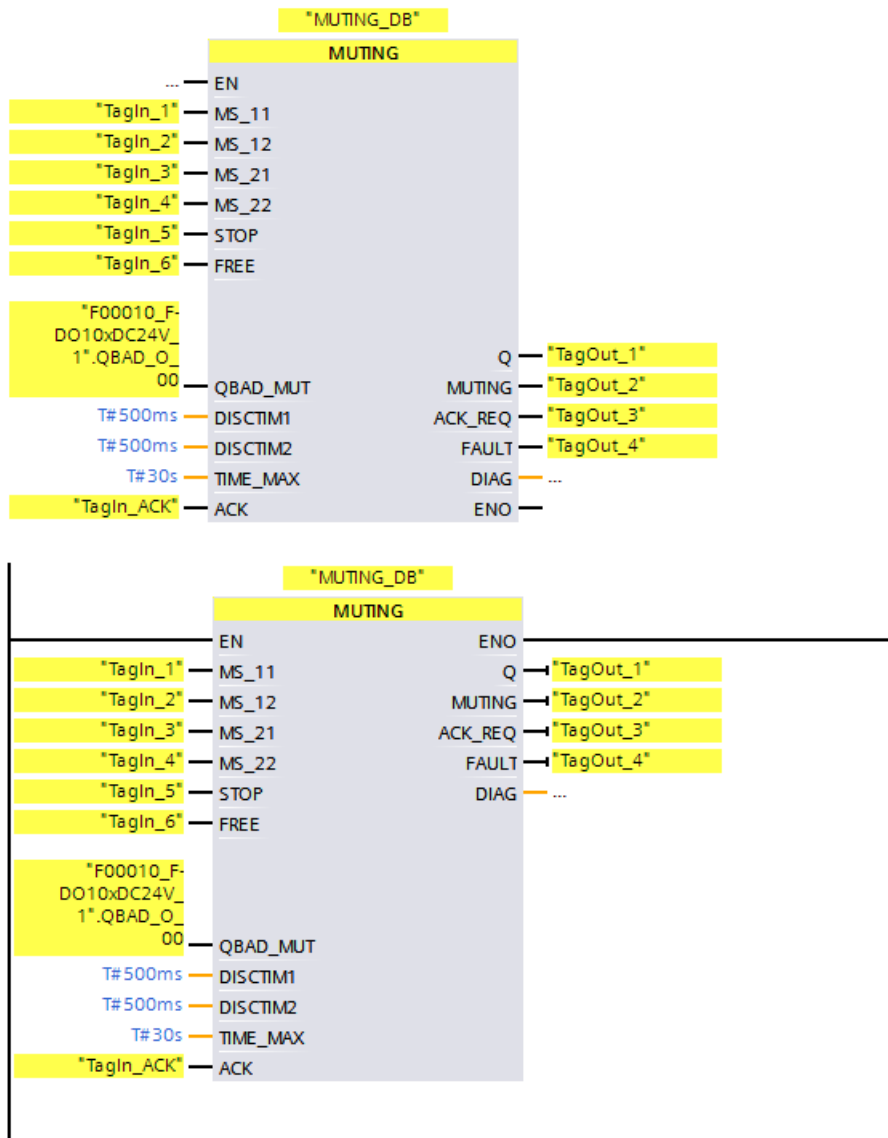 "MUTING_DB"
MUTING
... EN
"TagIn_1" MS_11
"TagIn_2" MS_12
"TagIn_3" MS_21
"TagIn_4" MS_22
"TagIn_5" STOP
"TagIn_6" FREE
"F00010_F-
DO10xDC24V_
1".QBAD_O_
00 QBAD_MUT
Q "TagOut_1"
MUTING "TagOut_2"
T#500ms DISCTIM1 ACK_REQ "TagOut_3"
T#500ms DISCTIM2 FAULT "TagOut_4"
T#30s TIME_MAX DIAG ...
"TagIn_ACK" ACK ENO
"MUTING_DB"
MUTING
EN ENO
"TagIn_1" MS_11 Q "TagOut_1"
"TagIn_2" MS_12 MUTING "TagOut_2"
"TagIn_3" MS_21 ACK_REQ "TagOut_3"
"TagIn_4" MS_22 FAULT "TagOut_4"
"TagIn_5" STOP DIAG ...
"TagIn_6" FREE
"F00010_F-
DO10xDC24V_
1".QBAD_O_
00 QBAD_MUT
T#500ms DISCTIM1
T#500ms DISCTIM2
T#30s TIME_MAX
"TagIn_ACK" ACK